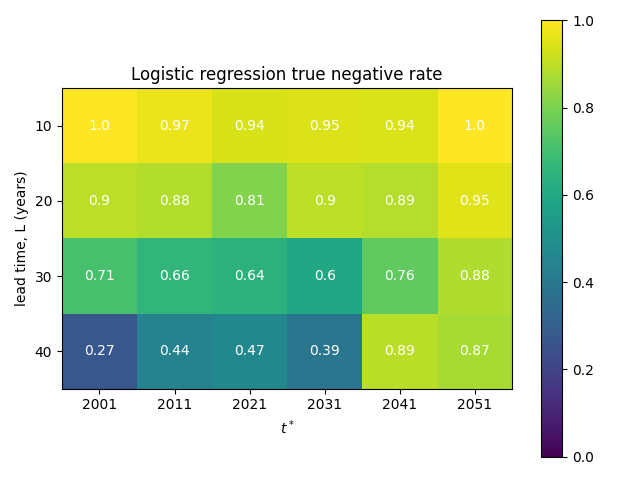 Logistic regression true negative rate
1.0
10 1.0 0.97 0.94 0.95 0.94 1.0
0.8
20 0.9 0.88 0.81 0.9 0.89 0.95
0.6
lead time, L (years)
30 0.71 0.66 0.64 0.6 0.76 0.88
0.4
40 0.27 0.44 0.47 0.39 0.89 0.87
0.2
2001 2011 2021 2031 2041 2051
t*
0.0